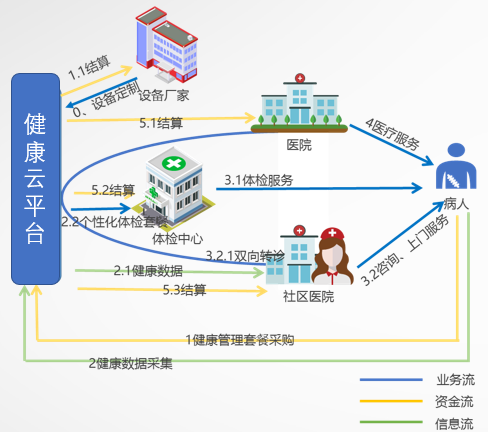 1.1结算
0、设备定制
设备厂家
5.1结算
医院
4医疗服务
健康云平台
5.2结算
2.2个性化体检套餐
体检中心
3.1体检服务
病人
3.2.1双向转诊
2.1健康数据
5.3结算
社区医院
3.2咨询、上门服务
1健康管理套餐采购
2健康数据采集
业务流
资金流
信息流